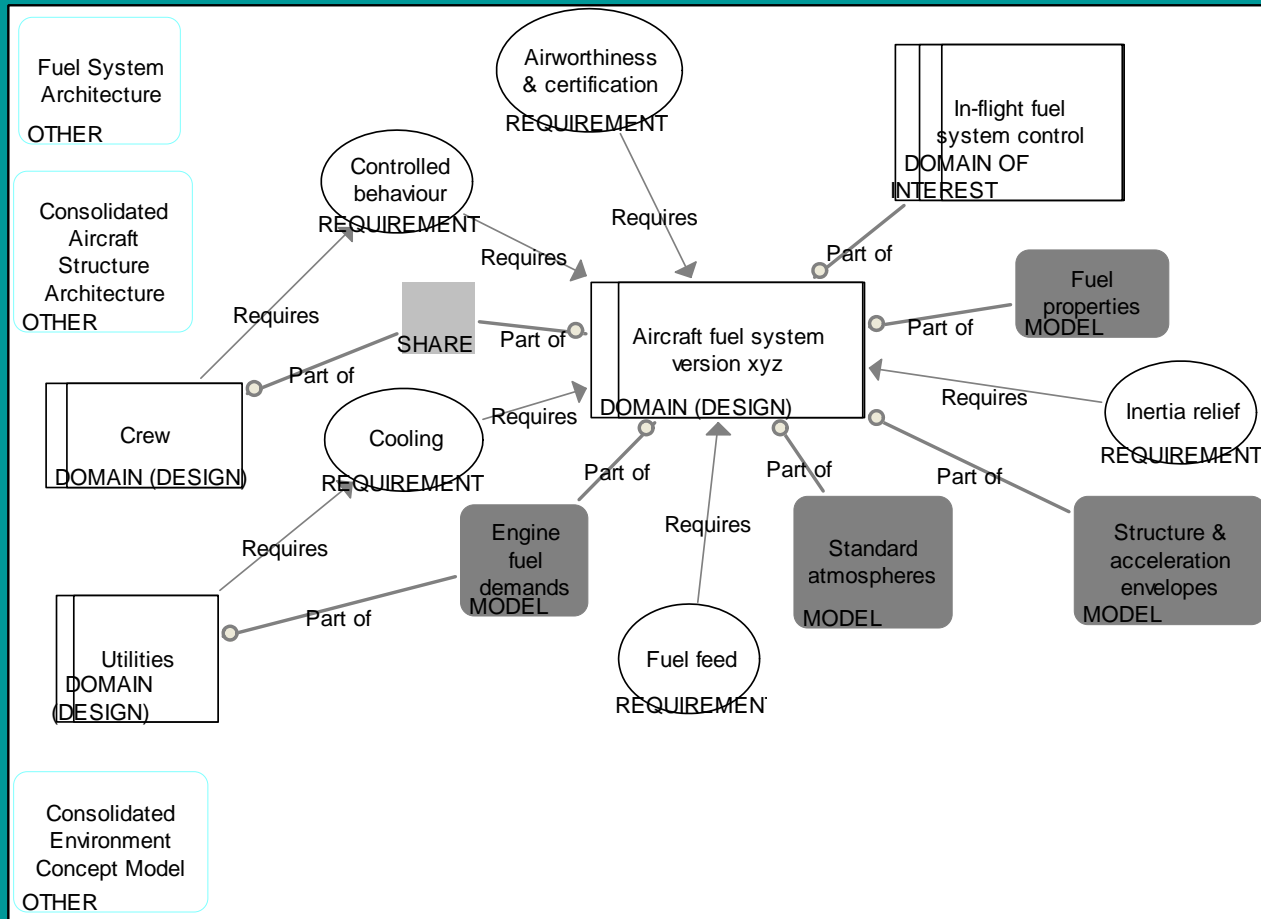 Fuel System
Architecture
OTHER
Airworthiness
& certification
REQUIREMENT
In-flight fuel
system control
DOMAIN OF
INTEREST
Controlled
behaviour
REQUIREMENT
Consolidated
Aircraft
Structure
Architecture
OTHER
Requires
Requires
Part of
Fuel
properties
MODEL
Requires
SHARE
Part of
Aircraft fuel system
version xyz
DOMAIN (DESIGN)
Part of
Part of
Requires
Inertia relief
REQUIREMENT
Crew
DOMAIN (DESIGN)
Cooling
REQUIREMENT
Requires
Part of
Part of
Part of
Requires
Requires
Engine
fuel
demands
MODEL
Standard
atmospheres
MODEL
Structure &
acceleration
envelopes
MODEL
Part of
Utilities
DOMAIN
(DESIGN)
Fuel feed
REQUIREMEN
Consolidated
Environment
Concept Model
OTHER